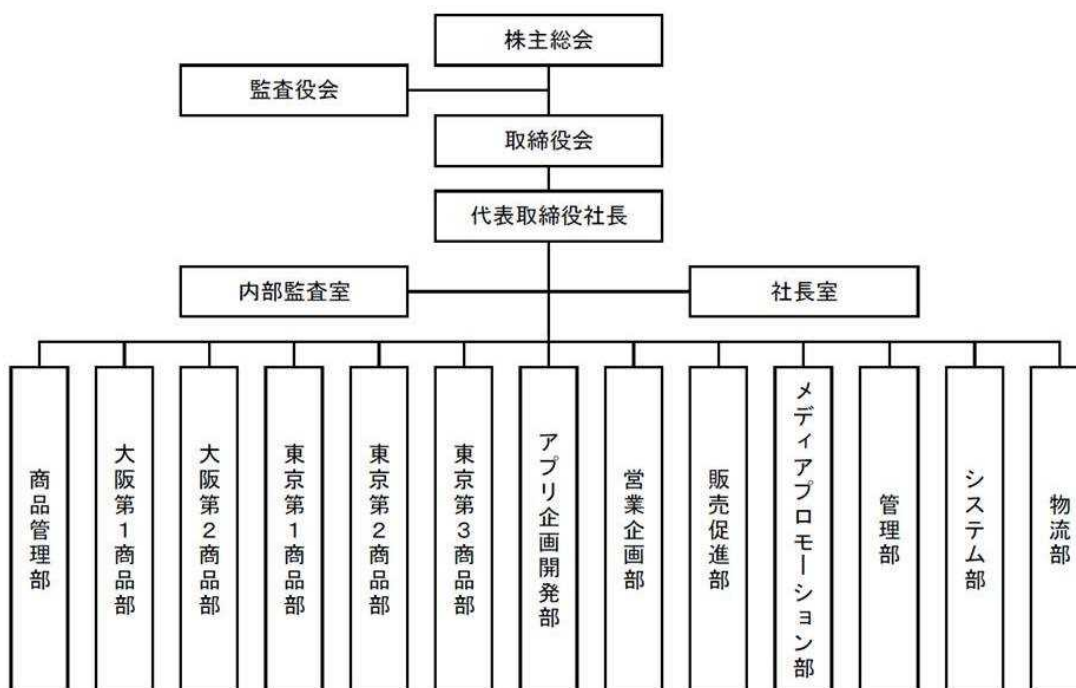 株主総会
監査役会
取締役会
代表取締役社長
内部監査室
社長室
商品管理部
大阪第1商品部
大阪第2商品部
東京第1商品部
東京第2商品部
東京第3商品部
アプリ企画開発部
営業企画部
販売促進部
メディアプロモーション部
管理部
システム部
物流部